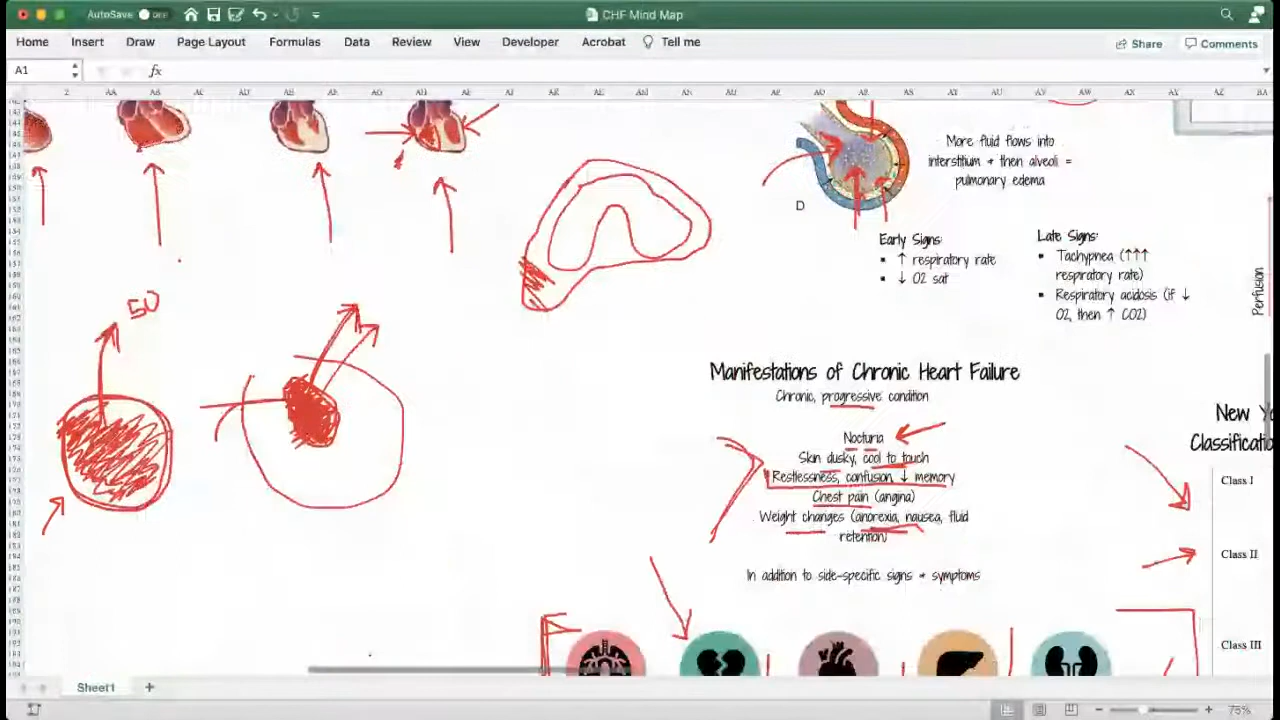 AutoSave OFF
CHF Mind Map
Home Insert Draw Page Layout Formulas Data Review View Developer Acrobat Tell me
Share Comments
A1 fx
More fluid flows into
interstitium + then alveoli =
pulmonary edema
D
Early Signs:
▪ ↑ respiratory rate
▪ ↓ O2 sat
Late Signs:
▪ Tachypnea (↑↑↑
respiratory rate)
▪ Respiratory acidosis (if ↓
O2, then ↑ CO2)
Perfusion
50
Manifestations of Chronic Heart Failure
Chronic, progressive condition
Nocturia
Skin dusky, cool to touch
Restlessness, confusion, ↓ memory
Chest pain (angina)
Weight changes (anorexia, nausea, fluid
retention)
In addition to side-specific signs + symptoms
New
Class I
Class II
Class III
Sheet1
75%